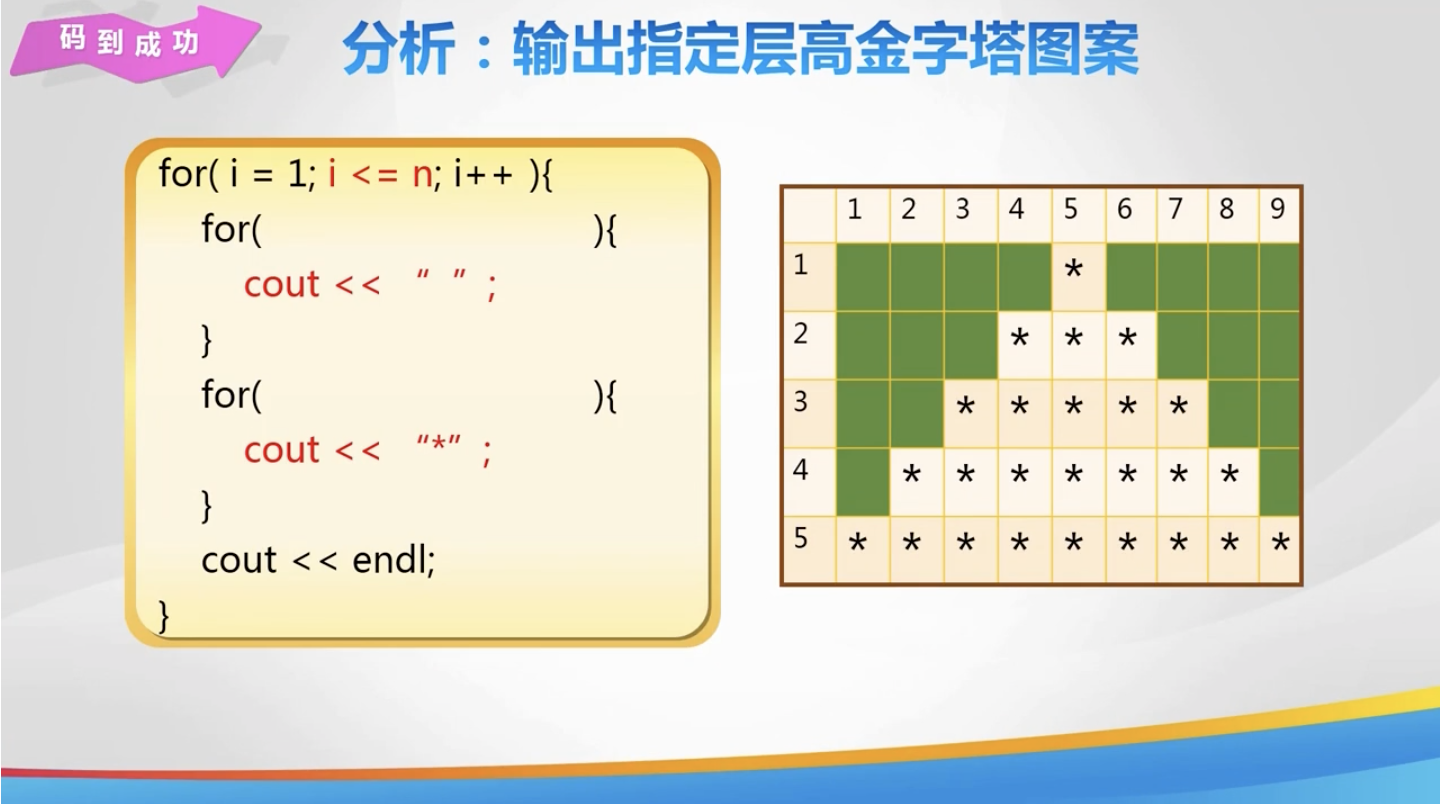 码到成功
分析：输出指定层高金字塔图案
for( i = 1; i <= n; i++ ){
for( ){
cout << “ ” ;
}
for( ){
cout << “*” ;
}
cout << endl;
}
1 2 3 4 5 6 7 8 9
1 *
2 * * *
3 * * * * *
4 * * * * * * *
5 * * * * * * * * *